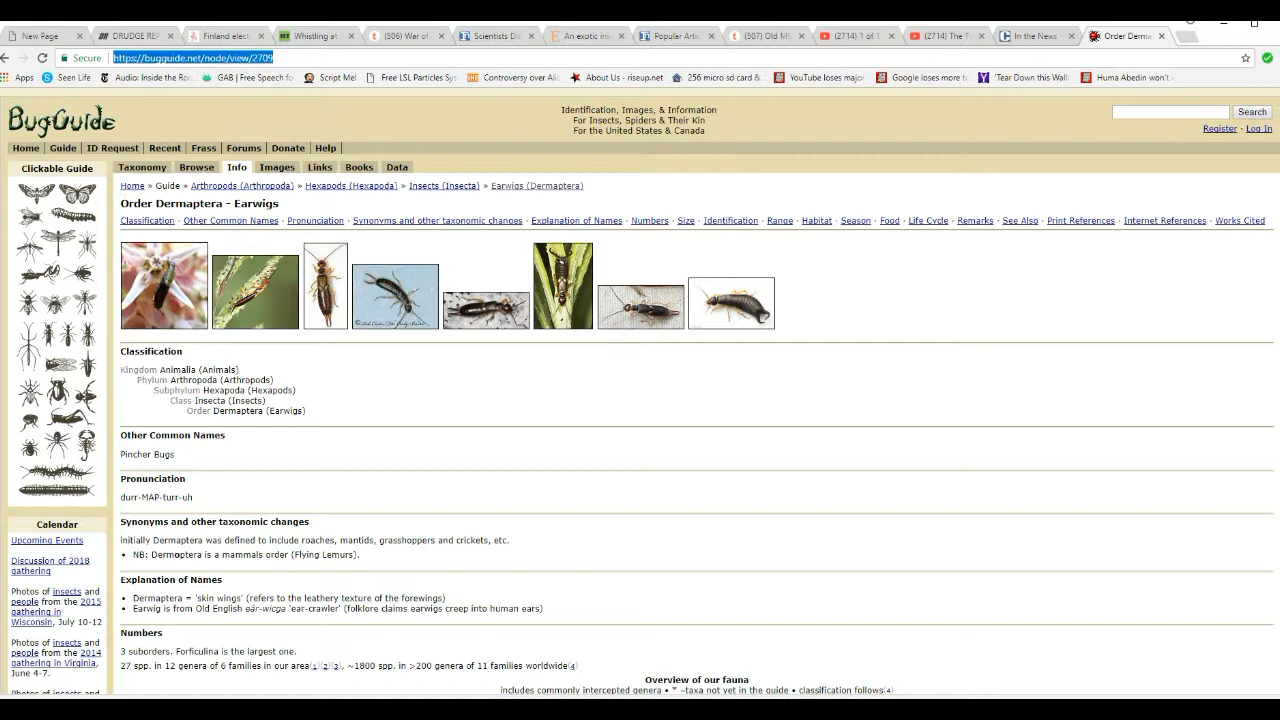 New Page
DRUDGE REP
Finland elect
Whistling at
(506) War of
Scientists Dis
An exotic ins
Popular Artic
(507) Old M
(2714) 1 of 1
(2714) The T
In the News
Order Derma
Secure
https://bugguide.net/node/view/2709
Apps
Seen Life
Audio: Inside the Ro
GAB | Free Speech fo
Script Me!
Free LSL Particles Sy
Controversy over Ali
About Us - riseup.net
256 micro sd card &
YouTube loses major
Google loses more t
'Tear Down this Wall
Huma Abedin won't
BugGuide
Identification, Images, & Information
For Insects, Spiders & Their Kin
For the United States & Canada
Search
Register · Log In
Home Guide ID Request Recent Frass Forums Donate Help
Clickable Guide
Taxonomy Browse Info Images Links Books Data
Home » Guide » Arthropods (Arthropoda) » Hexapods (Hexapoda) » Insects (Insecta) » Earwigs (Dermaptera)
Order Dermaptera - Earwigs
Classification · Other Common Names · Pronunciation · Synonyms and other taxonomic changes · Explanation of Names · Numbers · Size · Identification · Range · Habitat · Season · Food · Life Cycle · Remarks · See Also · Print References · Internet References · Works Cited
Classification
Kingdom Animalia (Animals)
Phylum Arthropoda (Arthropods)
Subphylum Hexapoda (Hexapods)
Class Insecta (Insects)
Order Dermaptera (Earwigs)
Other Common Names
Pincher Bugs
Pronunciation
durr-MAP-turr-uh
Synonyms and other taxonomic changes
initially Dermaptera was defined to include roaches, mantids, grasshoppers and crickets, etc.
• NB: Dermoptera is a mammals order (Flying Lemurs).
Explanation of Names
• Dermaptera = 'skin wings' (refers to the leathery texture of the forewings)
• Earwig is from Old English eár-wicga 'ear-crawler' (folklore claims earwigs creep into human ears)
Numbers
3 suborders. Forficulina is the largest one.
27 spp. in 12 genera of 6 families in our area(1)(2)(3), ~1800 spp. in >200 genera of 11 families worldwide(4)
Overview of our fauna
includes commonly intercepted genera • * –taxa not yet in the guide • classification follows(4)
Calendar
Upcoming Events
Discussion of 2018
gathering
Photos of insects and
people from the 2015
gathering in
Wisconsin, July 10-12
Photos of insects and
people from the 2014
gathering in Virginia,
June 4-7.
Photos of insects and